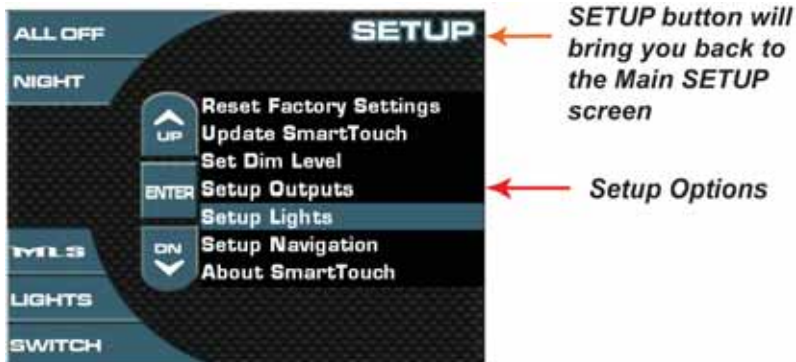 ALL OFF
NIGHT
SETUP
UP
ENTER
DN
Reset Factory Settings
Update SmartTouch
Set Dim Level
Setup Outputs
Setup Lights
Setup Navigation
About SmartTouch
MLS
LIGHTS
SWITCH
SETUP button will
bring you back to
the Main SETUP
screen
Setup Options